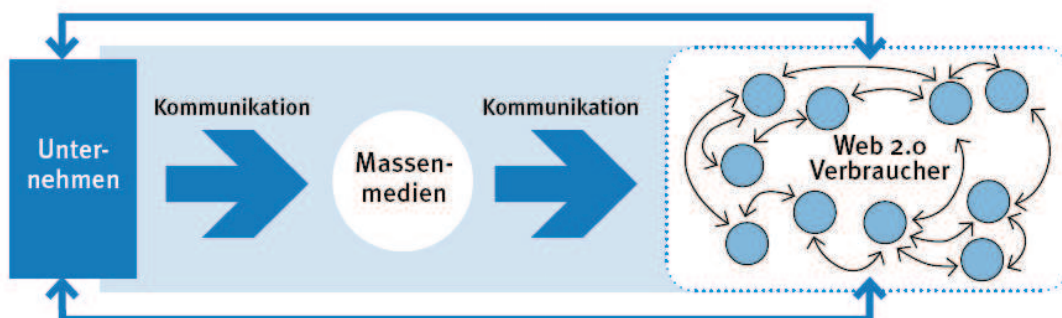 Unter-
nehmen
Kommunikation
Massen-
medien
Kommunikation
Web 2.0
Verbraucher